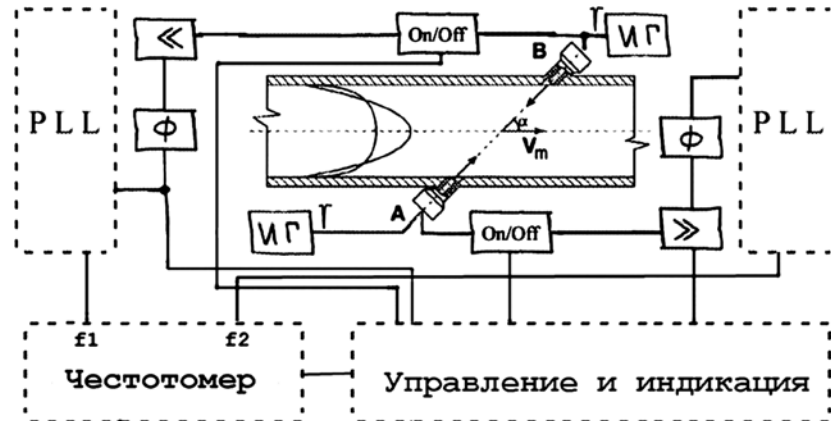 ≪
On/Off
ϒ
ИГ
B
PLL
Ф
α
Vm
Ф
PLL
A
ИГ
ϒ
On/Off
≫
f1
f2
Честотомер
Управление и индикация